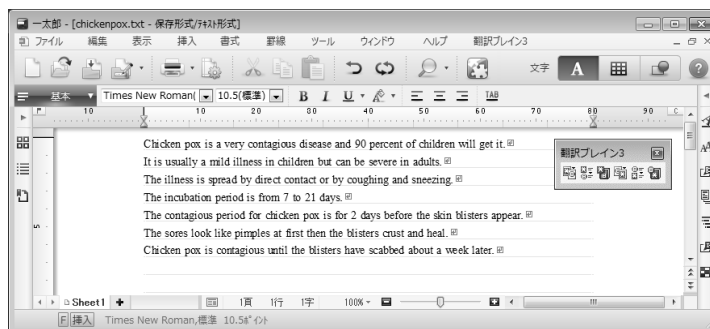 一太郎 - [chickenpox.txt - 保存形式/テキスト形式]
ファイル 編集 表示 挿入 書式 罫線 ツール ウィンドウ ヘルプ 翻訳ブレイン3
文字 A
基本 Times New Roman( 10.5(標準) B I U TAB
10 10 20 30 40 50 60 70 80 90
Chicken pox is a very contagious disease and 90 percent of children will get it.
It is usually a mild illness in children but can be severe in adults.
The illness is spread by direct contact or by coughing and sneezing.
The incubation period is from 7 to 21 days.
The contagious period for chicken pox is for 2 days before the skin blisters appear.
The sores look like pimples at first then the blisters crust and heal.
Chicken pox is contagious until the blisters have scabbed about a week later.
翻訳ブレイン3
5
Sheet1 1頁 1行 1字 100%
挿入 Times New Roman,標準 10.5ポイント